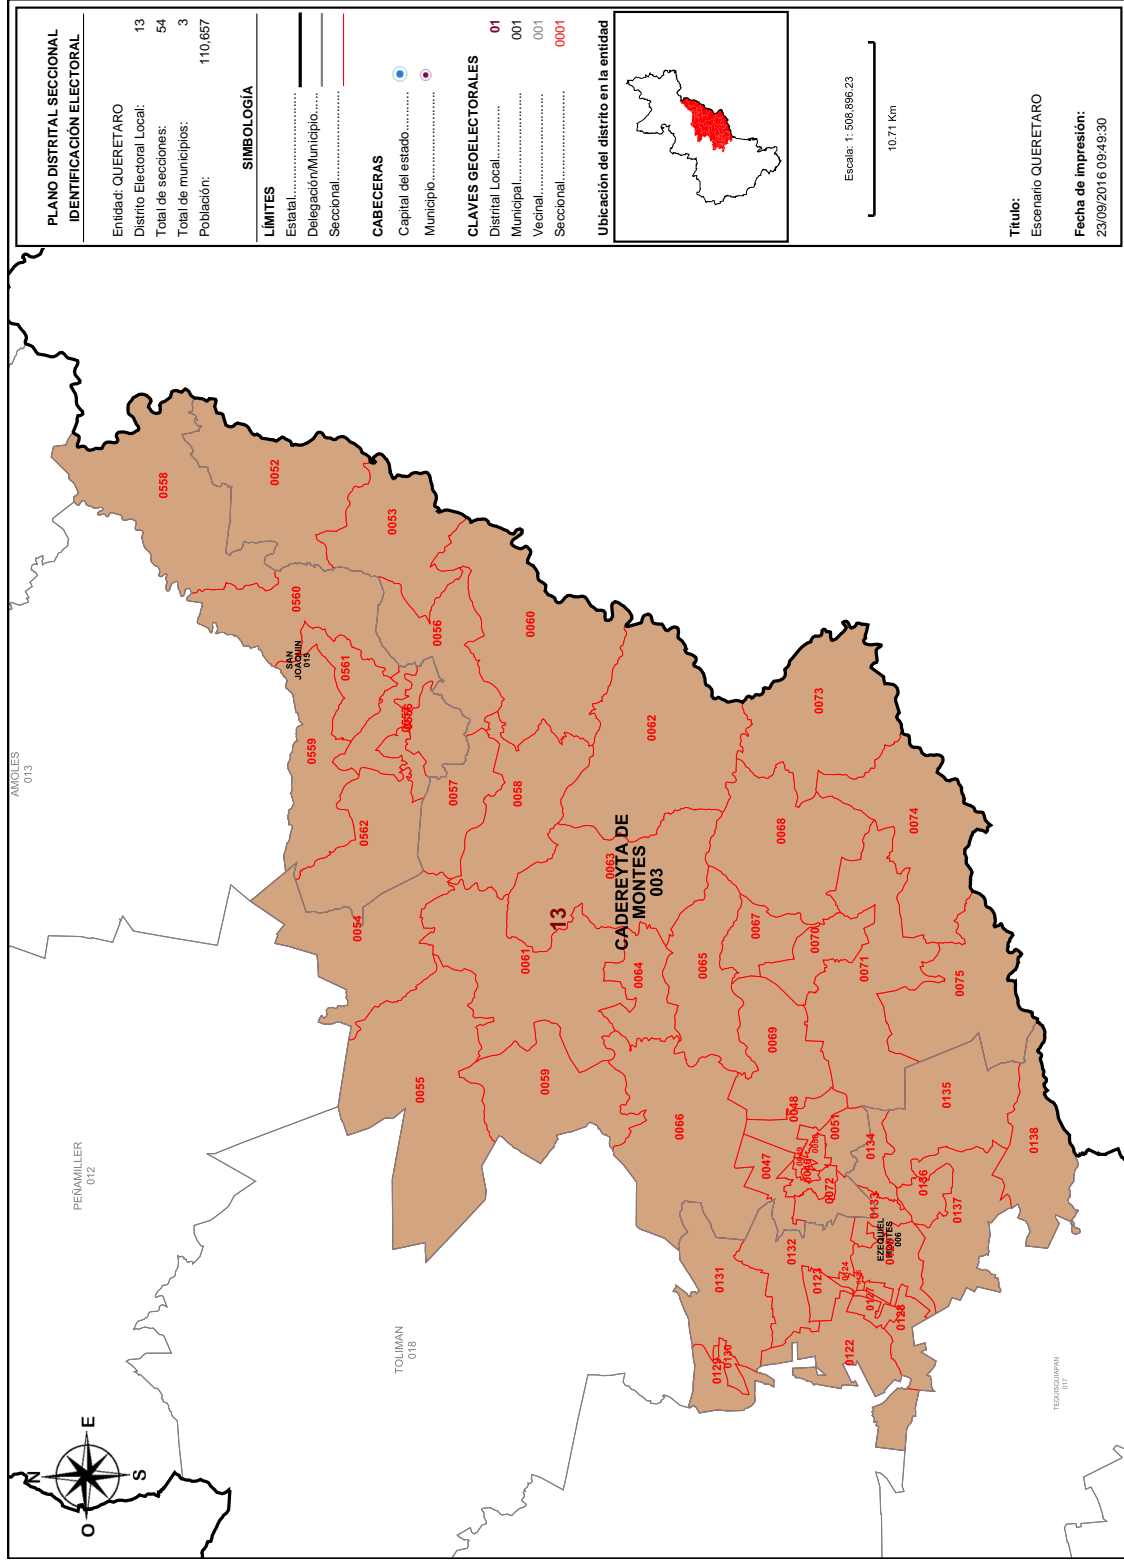 PLANO DISTRITAL SECCIONAL
IDENTIFICACIÓN ELECTORAL
Entidad: QUERETARO
Distrito Electoral Local: 13
Total de secciones: 54
Total de municipios: 3
Población: 110,657
SIMBOLOGÍA
LÍMITES
Estatal
Delegación/Municipio
Seccional
CABECERAS
Capital del estado
Municipio
CLAVES GEOELECTORALES
Distrital Local 01
Municipal 001
Vecinal 001
Seccional 0001
Ubicación del distrito en la entidad
Escala: 1: 508,896.23
10.71 Km
Título:
Escenario QUERETARO
Fecha de impresión:
23/09/2016 09:49:30
N
E
S
O
AMOLES
013
PEÑAMILLER
012
TOLIMAN
018
TEQUISQUIAPAN
017
SAN
JOAQUIN
015
13
CADEREYTA DE
MONTES
003
EZEQUIEL
MONTES
006
0558
0052
0053
0560
0561
0559
0562
0056
0060
0057
0058
0054
0062
0063
0061
0064
0055
0059
0065
0066
0067
0068
0073
0074
0070
0071
0069
0075
0048
0051
0047
0072
0134
0135
0138
0133
0136
0137
0132
0131
0123
0124
0127
0128
0122
0129
0130